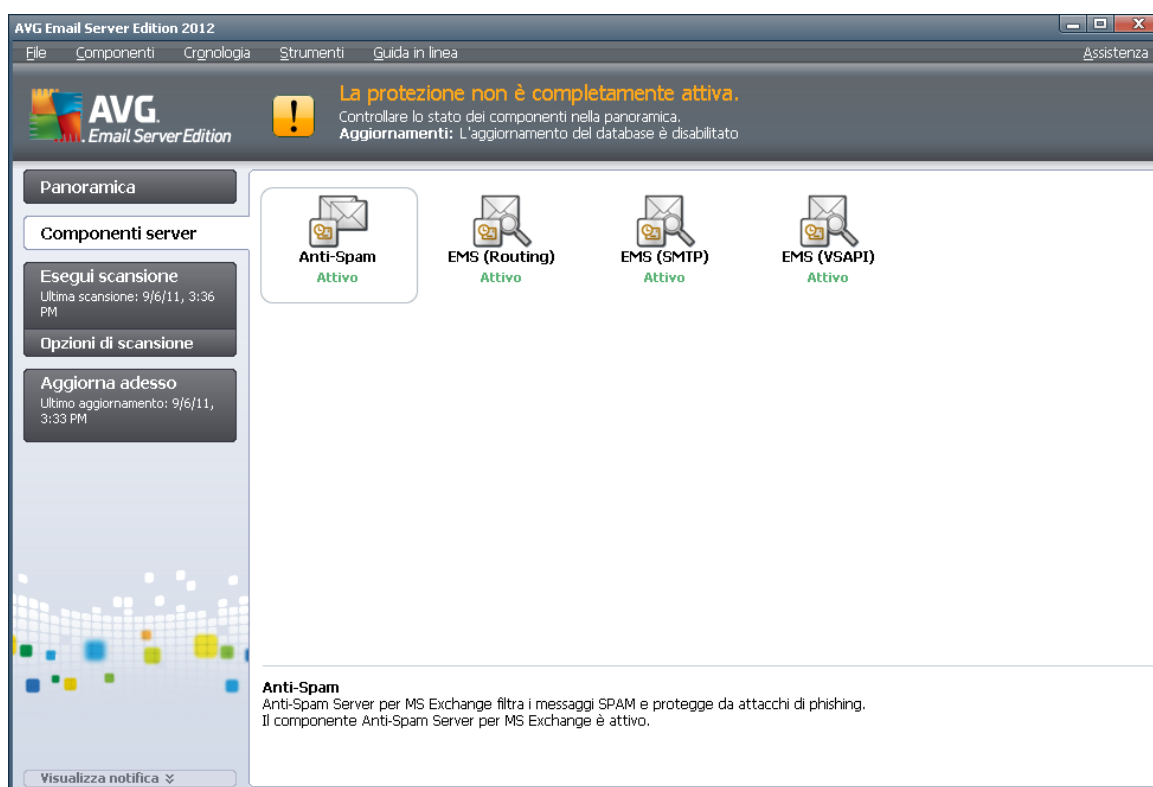 AVG Email Server Edition 2012
File Componenti Cronologia Strumenti Guida in linea Assistenza
AVG.
Email Server Edition
La protezione non è completamente attiva.
Controllare lo stato dei componenti nella panoramica.
Aggiornamenti: L'aggiornamento del database è disabilitato
Panoramica
Componenti server
Esegui scansione
Ultima scansione: 9/6/11, 3:36
PM
Opzioni di scansione
Aggiorna adesso
Ultimo aggiornamento: 9/6/11,
3:33 PM
Anti-Spam
Attivo
EMS (Routing)
Attivo
EMS (SMTP)
Attivo
EMS (VSAPI)
Attivo
Anti-Spam
Anti-Spam Server per MS Exchange filtra i messaggi SPAM e protegge da attacchi di phishing.
Il componente Anti-Spam Server per MS Exchange è attivo.
Visualizza notifica